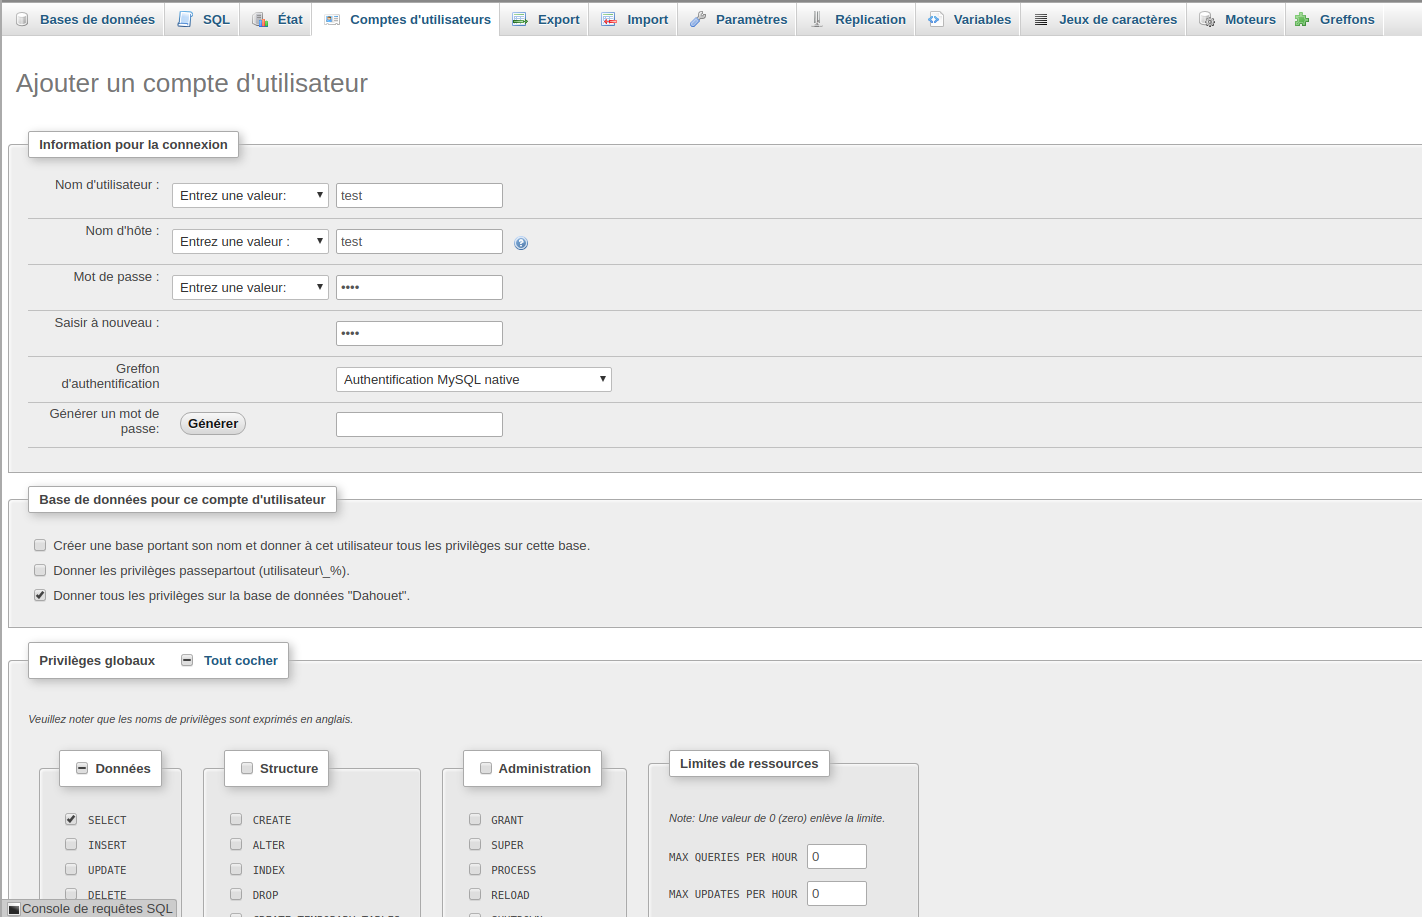 Bases de données SQL État Comptes d'utilisateurs Export Import Paramètres Réplication Variables Jeux de caractères Moteurs Greffons
Ajouter un compte d'utilisateur
Information pour la connexion
Nom d'utilisateur : Entrez une valeur: test
Nom d'hôte : Entrez une valeur : test
Mot de passe : Entrez une valeur: ••••
Saisir à nouveau : ••••
Greffon
d'authentification Authentification MySQL native
Générer un mot de
passe: Générer
Base de données pour ce compte d'utilisateur
Créer une base portant son nom et donner à cet utilisateur tous les privilèges sur cette base.
Donner les privilèges passepartout (utilisateur\_%).
Donner tous les privilèges sur la base de données "Dahouet".
Privilèges globaux Tout cocher
Veuillez noter que les noms de privilèges sont exprimés en anglais.
Données
SELECT
INSERT
UPDATE
DELETE
Structure
CREATE
ALTER
INDEX
DROP
CREATE TEMPORARY TABLES
Administration
GRANT
SUPER
PROCESS
RELOAD
SHUTDOWN
Limites de ressources
Note: Une valeur de 0 (zero) enlève la limite.
MAX QUERIES PER HOUR 0
MAX UPDATES PER HOUR 0
Console de requêtes SQL